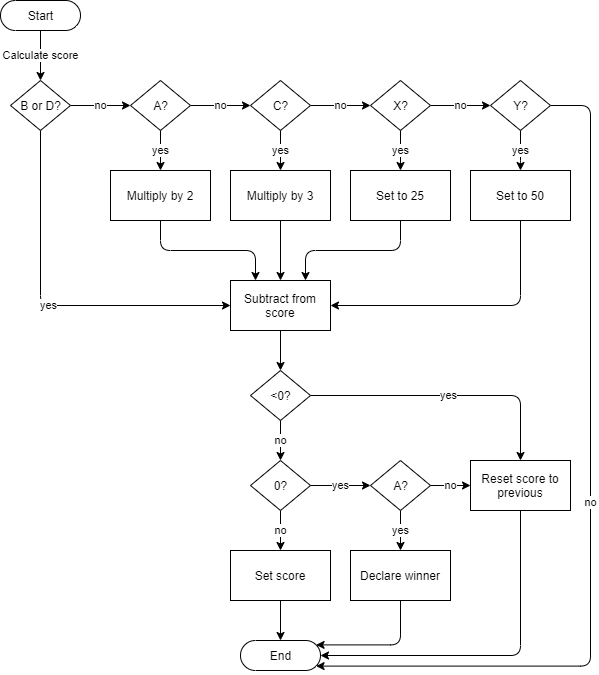 Start
Calculate score
B or D?
no
A?
no
C?
no
X?
no
Y?
yes
yes
yes
yes
Multiply by 2
Multiply by 3
Set to 25
Set to 50
yes
Subtract from
score
<0?
yes
no
0?
yes
A?
no
Reset score to
previous
no
no
yes
Set score
Declare winner
End